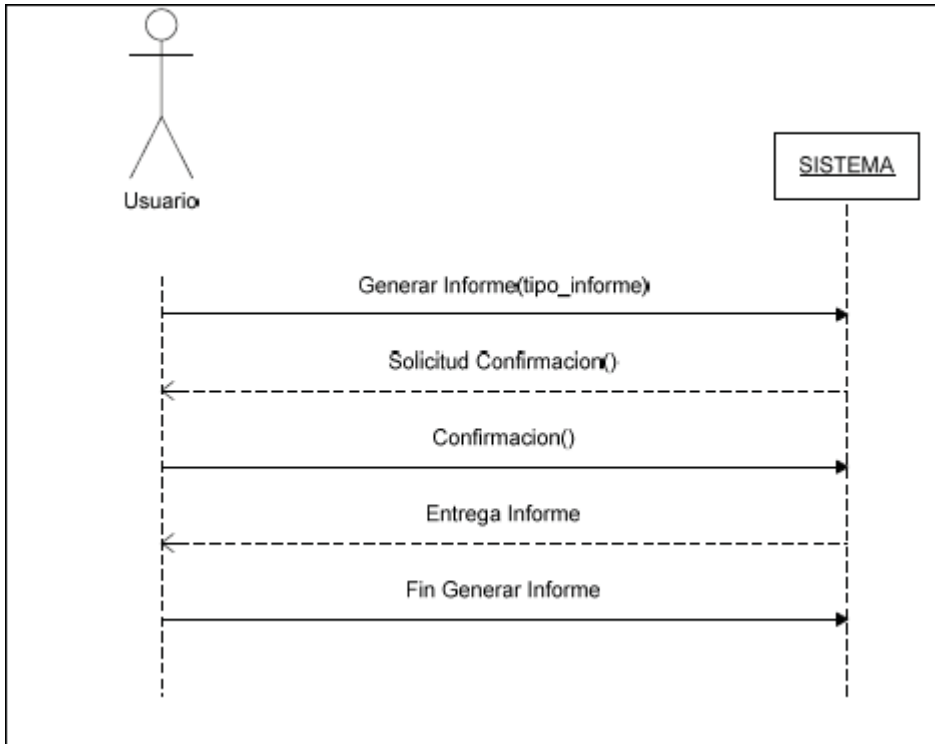 Usuario
SISTEMA
Generar Informe(tipo_informe)
Solicitud Confirmacion()
Confirmacion()
Entrega Informe
Fin Generar Informe